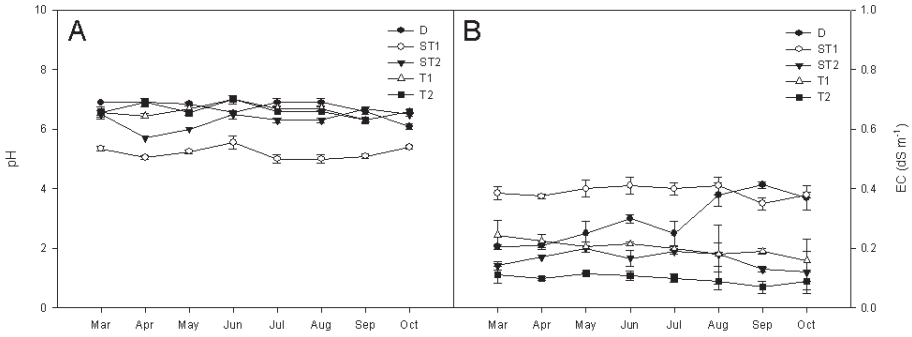 A
B
D
ST1
ST2
T1
T2
D
ST1
ST2
T1
T2
10
8
6
4
2
0
pH
1.0
0.8
0.6
0.4
0.2
0.0
EC (dS m⁻¹)
Mar Apr May Jun Jul Aug Sep Oct
Mar Apr May Jun Jul Aug Sep Oct